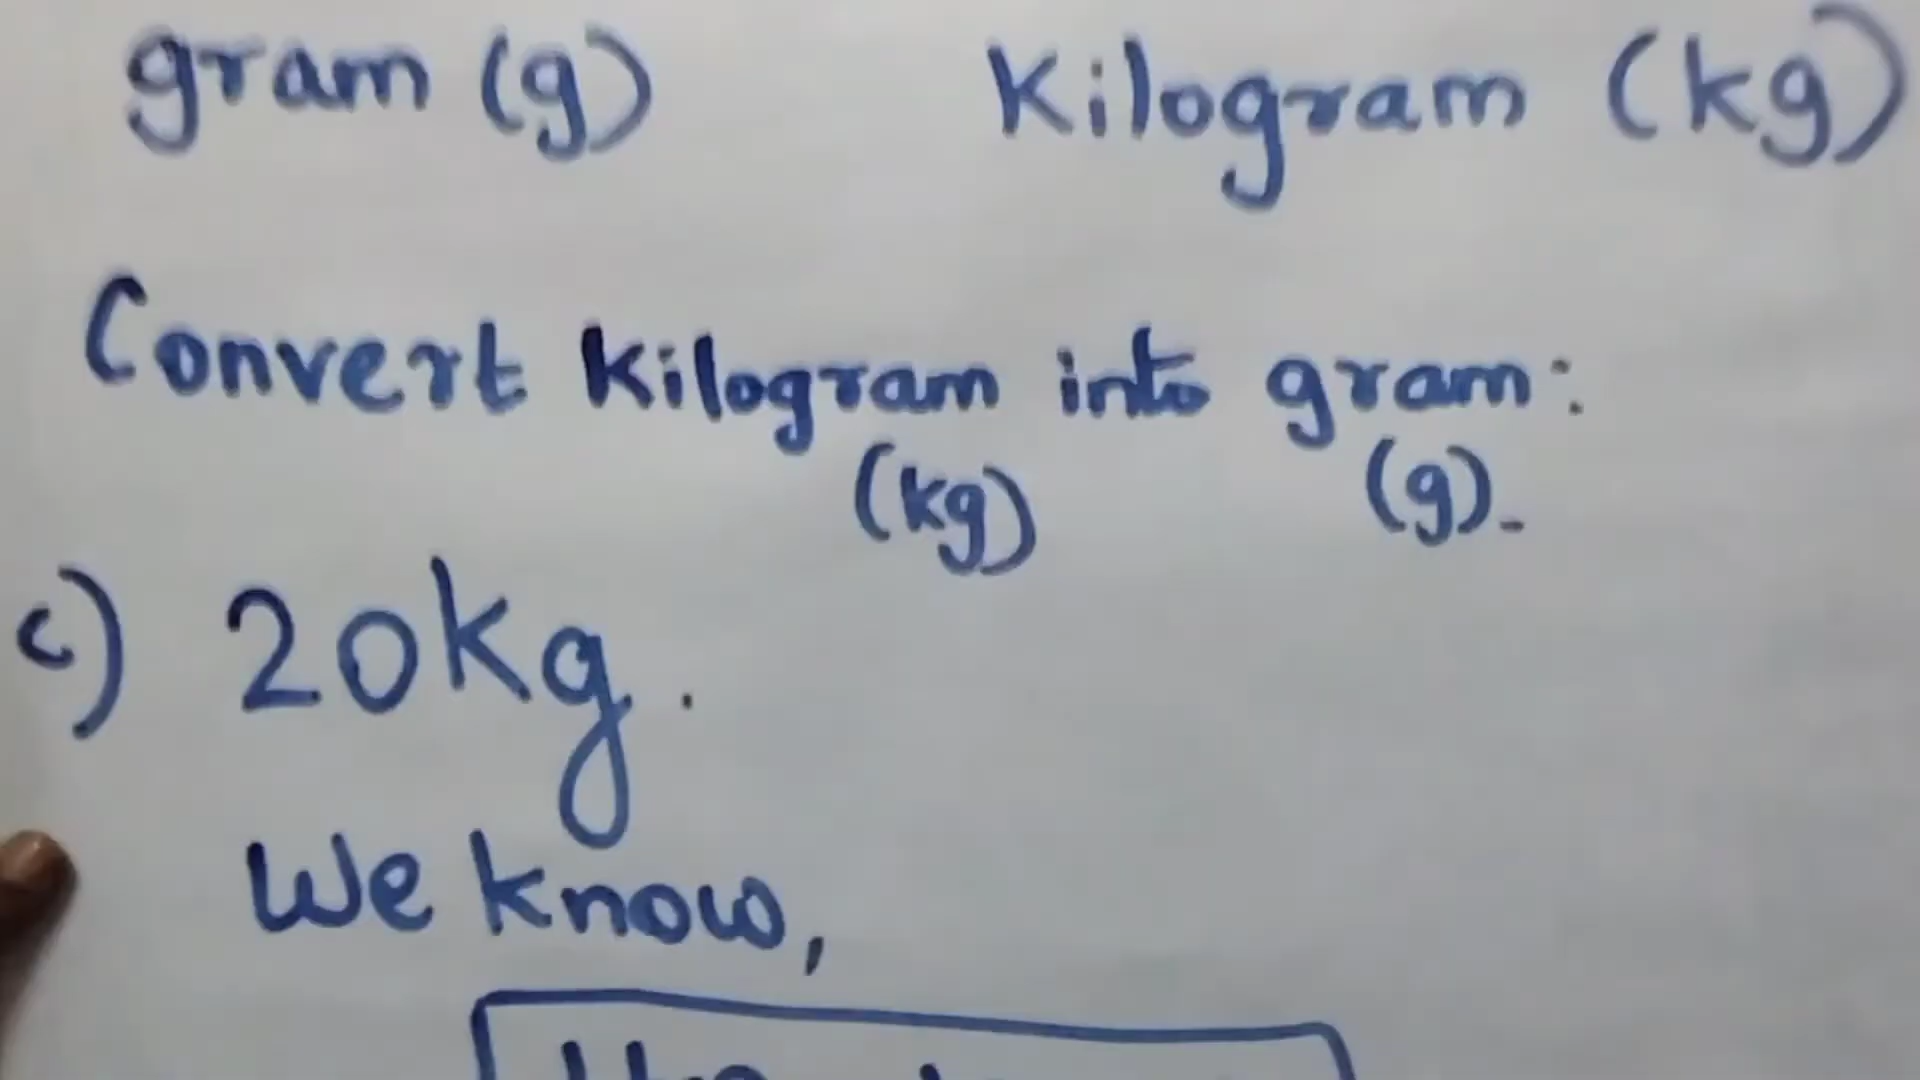 gram (g) Kilogram (kg)
Convert Kilogram into gram:
(kg) (g).
c) 20kg.
We know,